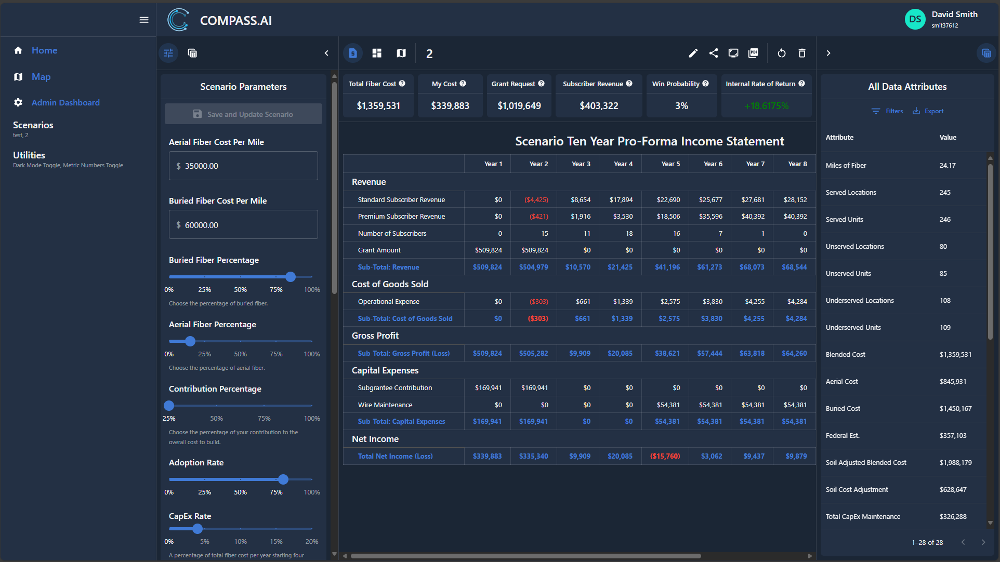 COMPASS.AI
DS
David Smith
smit37612
Home
Map
Admin Dashboard
Scenarios
test, 2
Utilities
Dark Mode Toggle, Metric Numbers Toggle
Scenario Parameters
Save and Update Scenario
Aerial Fiber Cost Per Mile
$ 35000.00
Buried Fiber Cost Per Mile
$ 60000.00
Buried Fiber Percentage
0% 25% 50% 75% 100%
Choose the percentage of buried fiber.
Aerial Fiber Percentage
0% 25% 50% 75% 100%
Choose the percentage of aerial fiber.
Contribution Percentage
25% 50% 75% 100%
Choose the percentage of your contribution to the
overall cost to build.
Adoption Rate
0% 25% 50% 75% 100%
CapEx Rate
0% 5% 10% 15% 20%
A percentage of total fiber cost per year starting four
2
PDF
Total Fiber Cost ?
$1,359,531
My Cost ?
$339,883
Grant Request ?
$1,019,649
Subscriber Revenue ?
$403,322
Win Probability ?
3%
Internal Rate of Return ?
+18.6175%
Scenario Ten Year Pro-Forma Income Statement
Year 1 Year 2 Year 3 Year 4 Year 5 Year 6 Year 7 Year 8
Revenue
Standard Subscriber Revenue $0 ($4,425) $8,654 $17,894 $22,690 $25,677 $27,681 $28,152
Premium Subscriber Revenue $0 ($421) $1,916 $3,530 $18,506 $35,596 $40,392 $40,392
Number of Subscribers 0 15 11 18 16 7 1 0
Grant Amount $509,824 $509,824 $0 $0 $0 $0 $0 $0
Sub-Total: Revenue $509,824 $504,979 $10,570 $21,425 $41,196 $61,273 $68,073 $68,544
Cost of Goods Sold
Operational Expense $0 ($303) $661 $1,339 $2,575 $3,830 $4,255 $4,284
Sub-Total: Cost of Goods Sold $0 ($303) $661 $1,339 $2,575 $3,830 $4,255 $4,284
Gross Profit
Sub-Total: Gross Profit (Loss) $509,824 $505,282 $9,909 $20,085 $38,621 $57,444 $63,818 $64,260
Capital Expenses
Subgrantee Contribution $169,941 $169,941 $0 $0 $0 $0 $0 $0
Wire Maintenance $0 $0 $0 $0 $54,381 $54,381 $54,381 $54,381
Sub-Total: Capital Expenses $169,941 $169,941 $0 $0 $54,381 $54,381 $54,381 $54,381
Net Income
Total Net Income (Loss) $339,883 $335,340 $9,909 $20,085 ($15,760) $3,062 $9,437 $9,879
All Data Attributes
Filters Export
Attribute Value
Miles of Fiber 24.17
Served Locations 245
Served Units 246
Unserved Locations 80
Unserved Units 85
Underserved Locations 108
Underserved Units 109
Blended Cost $1,359,531
Aerial Cost $845,931
Buried Cost $1,450,167
Federal Est. $357,103
Soil Adjusted Blended Cost $1,988,179
Soil Cost Adjustment $628,647
Total CapEx Maintenance $326,288
1–28 of 28